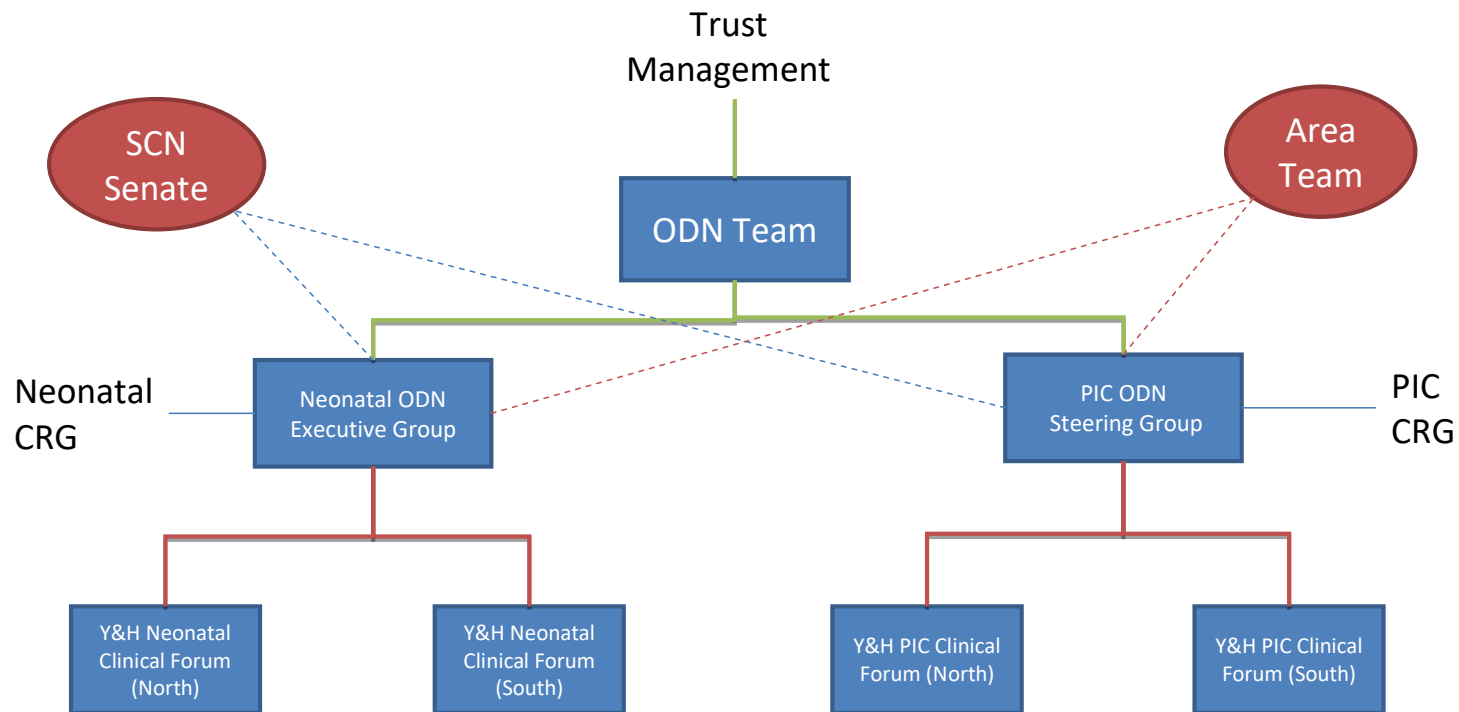 Trust
Management
SCN
Senate
Area
Team
ODN Team
Neonatal
CRG
Neonatal ODN
Executive Group
PIC ODN
Steering Group
PIC
CRG
Y&H Neonatal
Clinical Forum
(North)
Y&H Neonatal
Clinical Forum
(South)
Y&H PIC Clinical
Forum (North)
Y&H PIC Clinical
Forum (South)